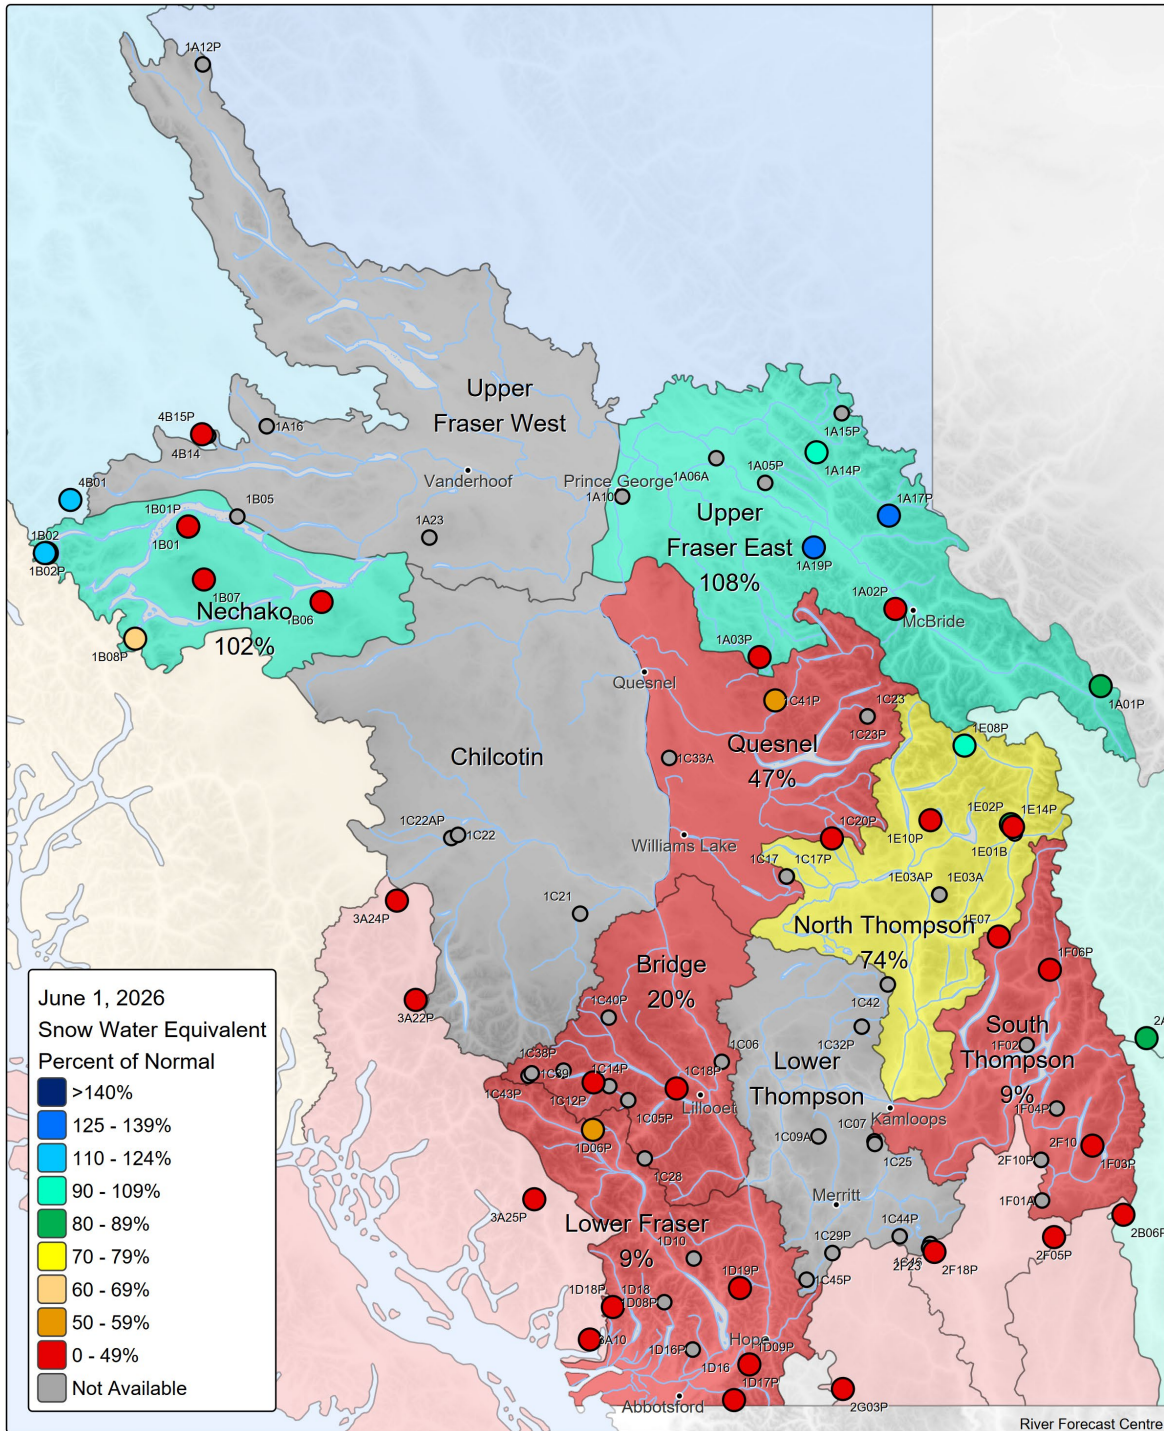 1A12P
Upper
Fraser West
4B15P
1A16
4B14
Vanderhoof
Prince George
1A10
1A06A
1A05P
1A15P
1A14P
4B01
1B05
1B01P
1B01
1A23
1A17P
Upper
Fraser East
108%
1A19P
1B02
1B02P
1B07
1B06
Nechako
102%
1B08P
1A02P
McBride
1A03P
Quesnel
1C41P
1C23
1C23P
1A01P
Chilcotin
Quesnel
47%
1E08P
1C33A
1C22AP
1C22
Williams Lake
1C20P
1C17
1C17P
1E10P
1E02P
1E14P
1E01B
1E03AP
1E03A
1C21
3A24P
North Thompson
74%
1E07
1F06P
Bridge
20%
1C42
3A22P
1C40P
1C32P
2A
South
Thompson
9%
1F02
1C38P
1C39
1C43P
1C14P
1C12P
1C18P
1C06
1C05P
Lillooet
Lower
Thompson
Kamloops
1F04P
1D06P
1C28
1C09A
1C07
1C25
2F10
2F10P
1F03P
1F01A
Merritt
3A25P
Lower Fraser
9%
1D10
1C29P
1C44P
1C46
2F23
2F18P
2F05P
2B06P
1C45P
1D19P
1D18P
1D18
1D08P
3A10
Hope
1D09P
1D16P
1D16
1D17P
Abbotsford
2G03P
June 1, 2026
Snow Water Equivalent
Percent of Normal
>140%
125 - 139%
110 - 124%
90 - 109%
80 - 89%
70 - 79%
60 - 69%
50 - 59%
0 - 49%
Not Available
River Forecast Centre